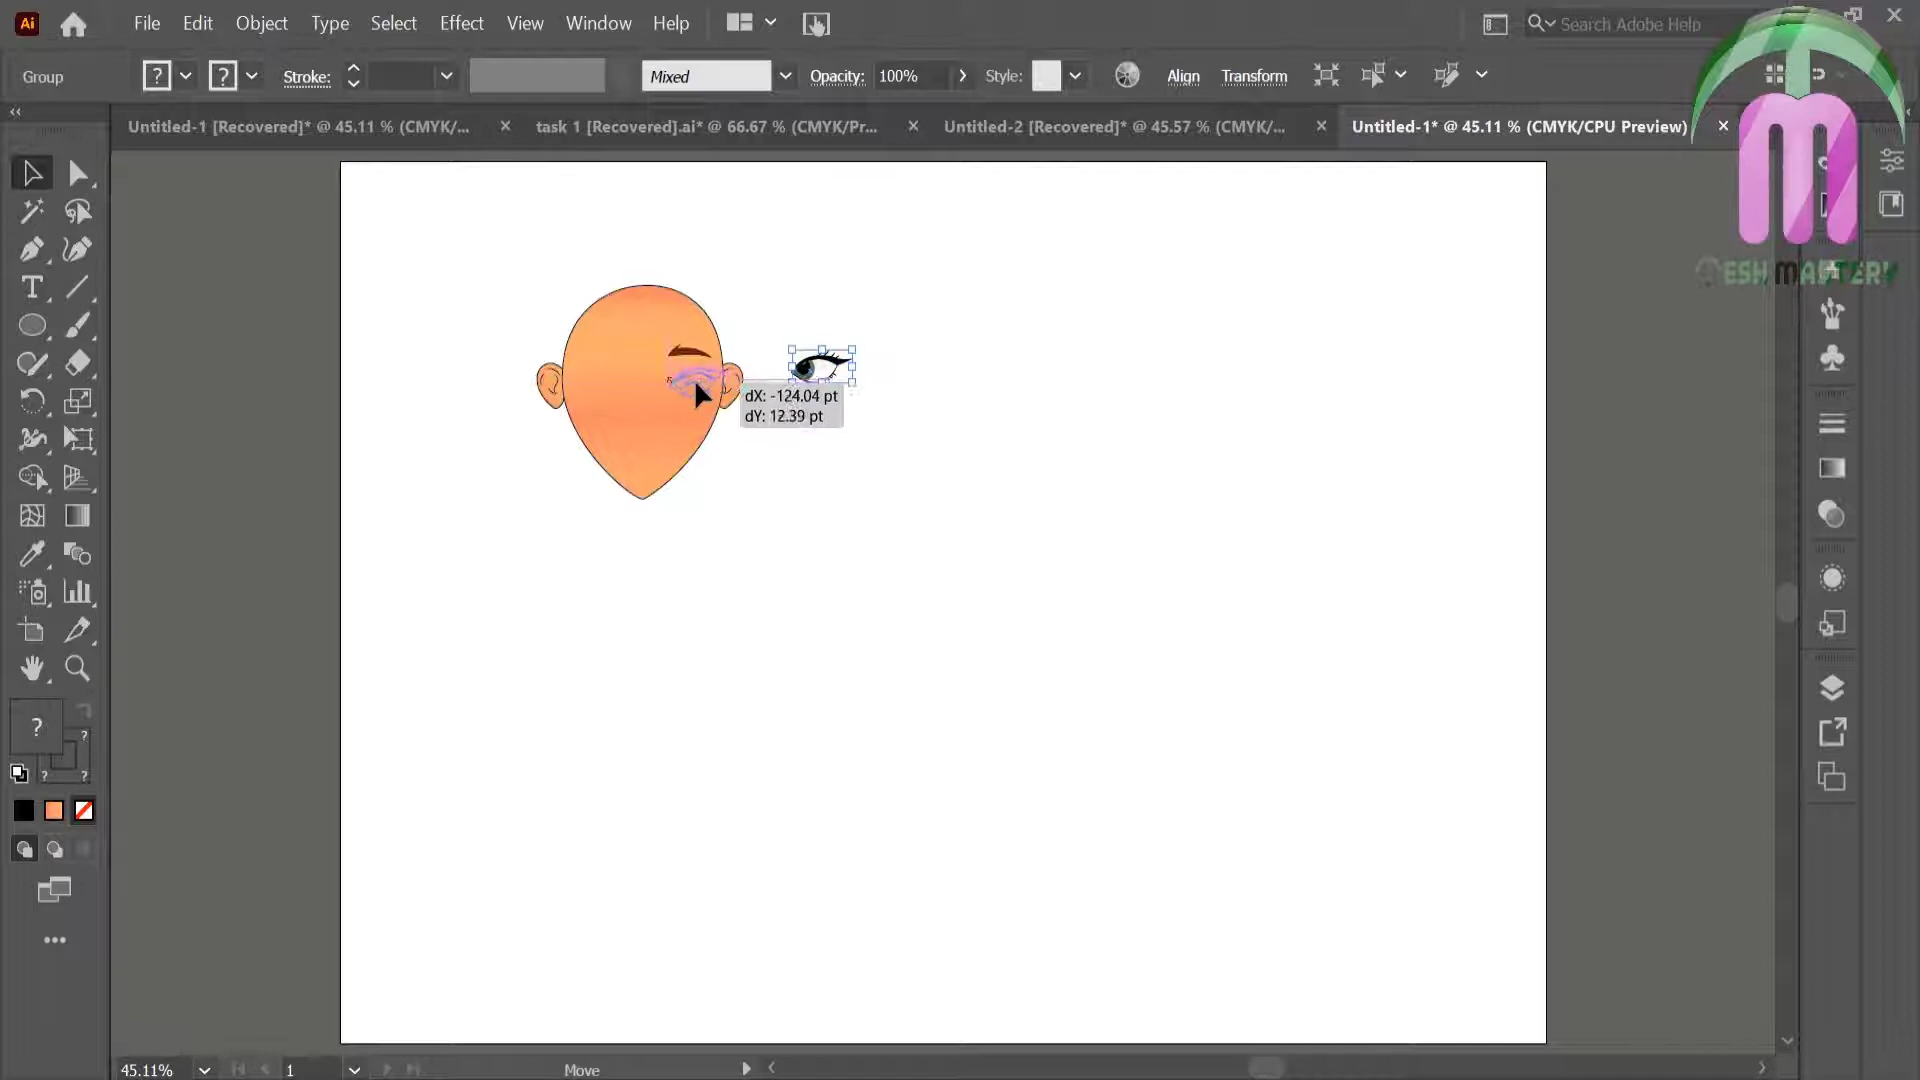 Ai File Edit Object Type Select Effect View Window Help Search Adobe Help
Group ? ? Stroke: Mixed Opacity: 100% Style: Align Transform
Untitled-1 [Recovered]* @ 45.11 % (CMYK/... × task 1 [Recovered].ai* @ 66.67 % (CMYK/Pr... × Untitled-2 [Recovered]* @ 45.57 % (CMYK/... × Untitled-1* @ 45.11 % (CMYK/CPU Preview) ×
ESH MASTERY
dX: -124.04 pt
dY: 12.39 pt
?
?
? ?
45.11% 1 Move